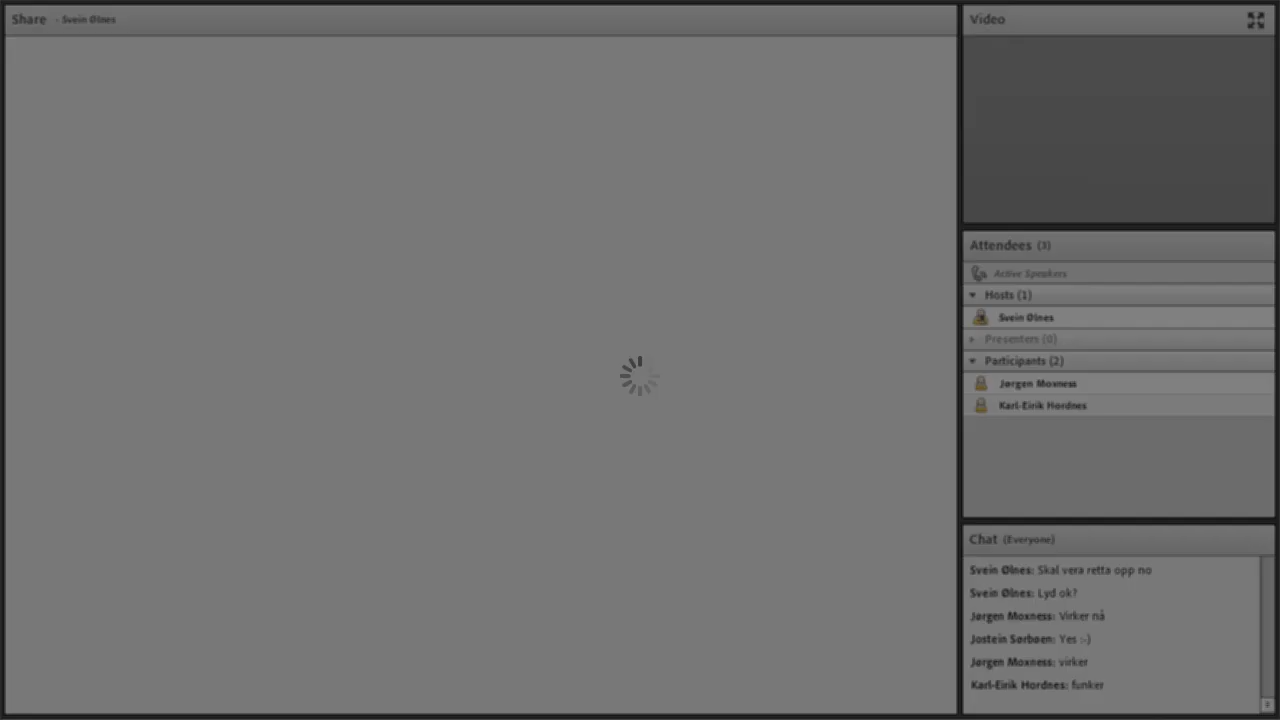 Share - Svein Ølnes
Video
Attendees (3)
Active Speakers
Hosts (1)
Svein Ølnes
Presenters (0)
Participants (2)
Jørgen Moxness
Karl-Eirik Hordnes
Chat (Everyone)
Svein Ølnes: Skal vera retta opp no
Svein Ølnes: Lyd ok?
Jørgen Moxness: Virker nå
Jostein Sørbøen: Yes :-)
Jørgen Moxness: virker
Karl-Eirik Hordnes: funker